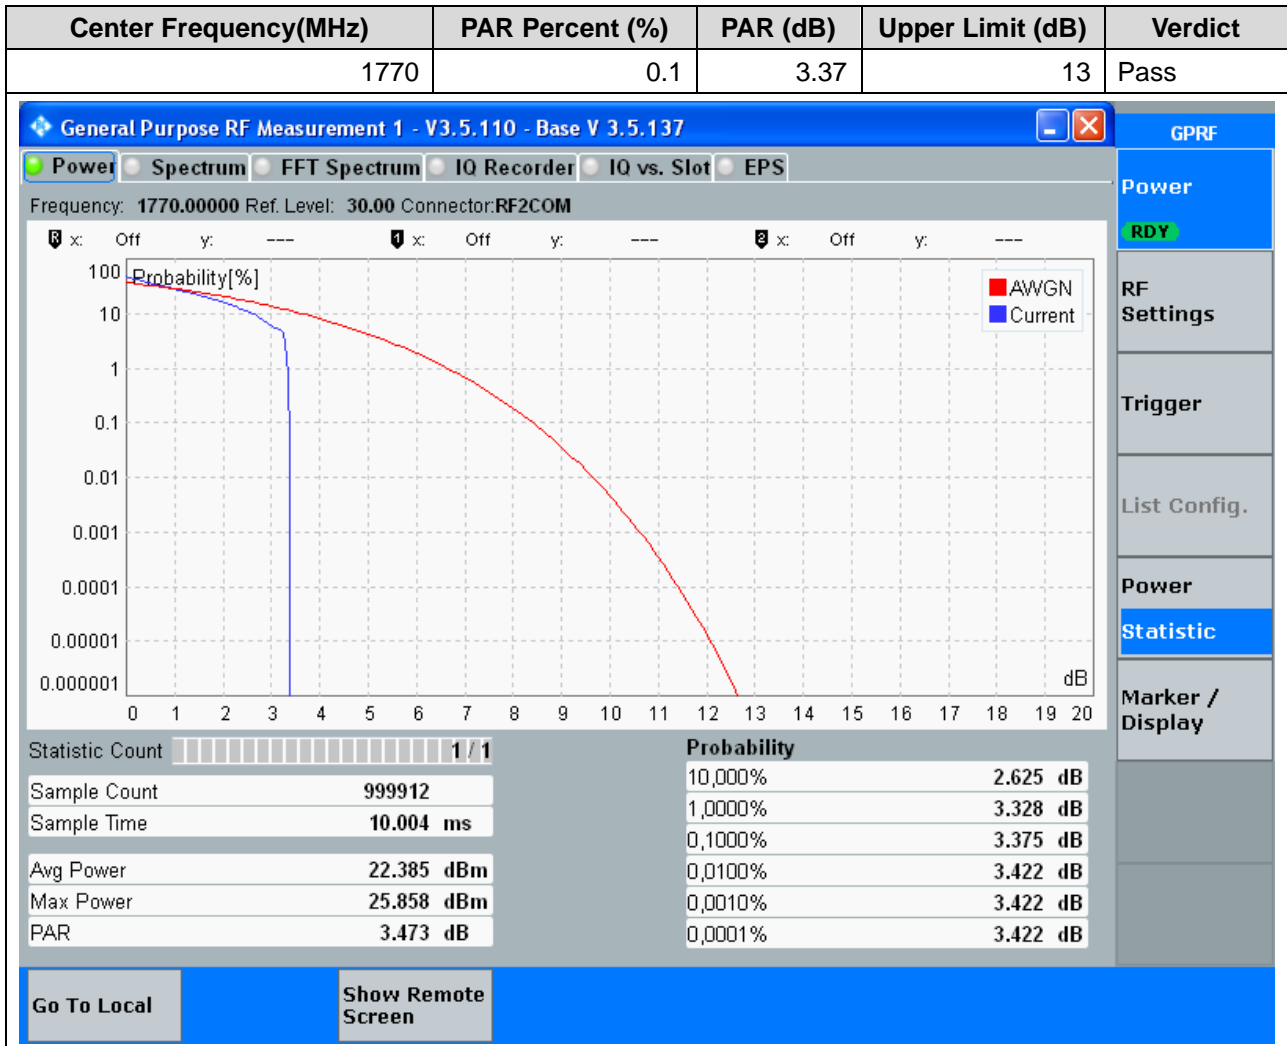 Center Frequency(MHz) PAR Percent (%) PAR (dB) Upper Limit (dB) Verdict
1770 0.1 3.37 13 Pass
General Purpose RF Measurement 1 - V3.5.110 - Base V 3.5.137
GPRF
Power Spectrum FFT Spectrum IQ Recorder IQ vs. Slot EPS
Frequency: 1770.00000 Ref. Level: 30.00 Connector:RF2COM
R x: Off y: --- 1 x: Off y: --- 2 x: Off y: ---
Probability[%]
AWGN
Current
100
10
1
0.1
0.01
0.001
0.0001
0.00001
0.000001
dB
0 1 2 3 4 5 6 7 8 9 10 11 12 13 14 15 16 17 18 19 20
Statistic Count 1 / 1
Sample Count 999912
Sample Time 10.004 ms
Avg Power 22.385 dBm
Max Power 25.858 dBm
PAR 3.473 dB
Probability
10,000% 2.625 dB
1,0000% 3.328 dB
0,1000% 3.375 dB
0,0100% 3.422 dB
0,0010% 3.422 dB
0,0001% 3.422 dB
Power
RDY
RF
Settings
Trigger
List Config.
Power
Statistic
Marker /
Display
Go To Local
Show Remote
Screen